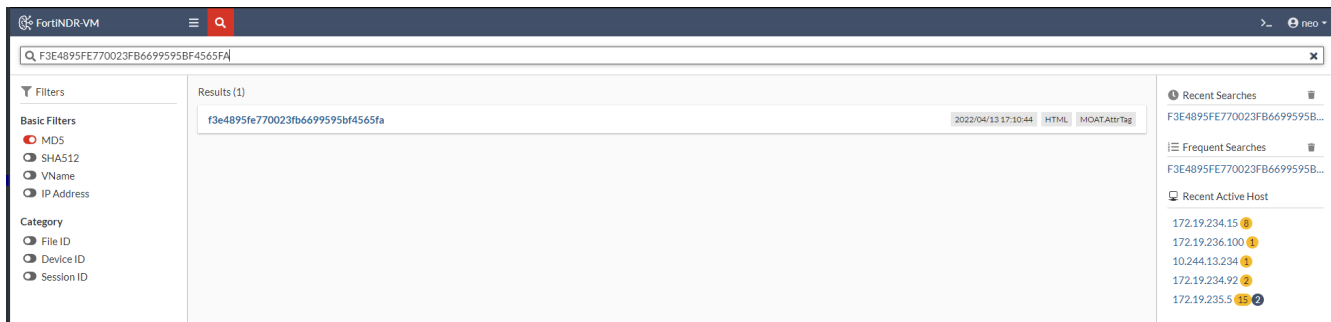 FortiNDR-VM
>_ neo
F3E4895FE770023FB6699595BF4565FA
Filters
Basic Filters
MD5
SHA512
VName
IP Address
Category
File ID
Device ID
Session ID
Results (1)
f3e4895fe770023fb6699595bf4565fa 2022/04/13 17:10:44 HTML MOAT.AttrTag
Recent Searches
F3E4895FE770023FB6699595B...
Frequent Searches
F3E4895FE770023FB6699595B...
Recent Active Host
172.19.234.15 8
172.19.236.100 1
10.244.13.234 1
172.19.234.92 2
172.19.235.5 15 2